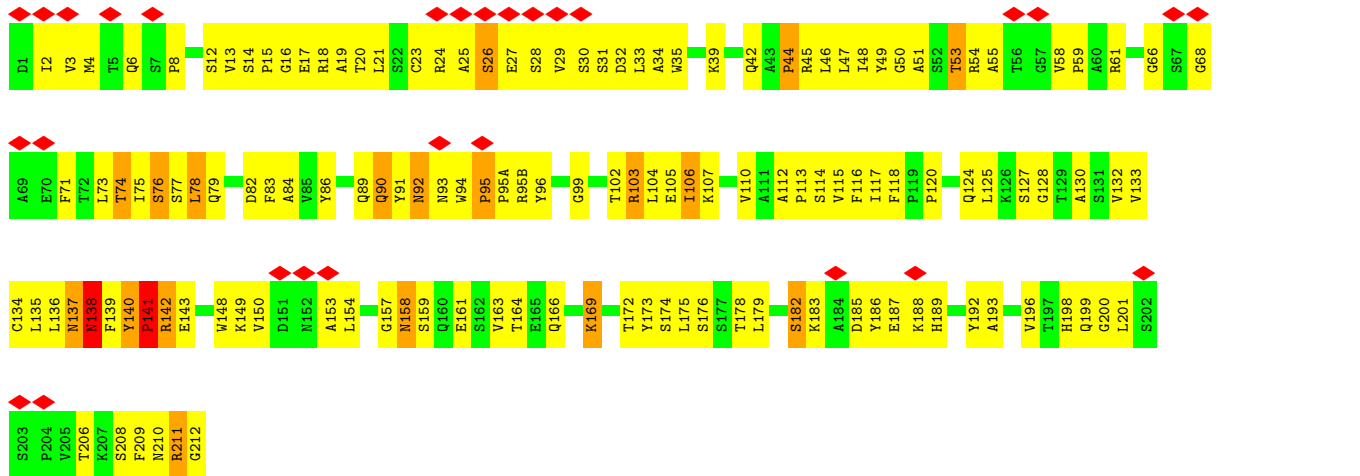 D1 I2 V3 M4 T5 Q6 S7 P8 S12 V13 S14 P15 G16 E17 R18 A19 T20 L21 S22 C23 R24 A25 S26 E27 S28 V29 S30 S31 D32 L33 A34 W35 K39 Q42 A43 P44 R45 L46 L47 I48 Y49 G50 A51 S52 T53 R54 A55 T56 G57 V58 P59 A60 R61 G66 S67 G68
A69 E70 F71 T72 L73 T74 I75 S76 S77 L78 Q79 D82 F83 A84 V85 Y86 Q89 Q90 Y91 N92 N93 W94 P95 P95A R95B Y96 G99 T102 R103 L104 E105 I106 K107 V110 A111 A112 P113 S114 V115 F116 I117 F118 P119 P120 Q124 L125 K126 S127 G128 T129 A130 S131 V132 V133
C134 L135 L136 N137 N138 F139 Y140 P141 R142 E143 W148 K149 V150 D151 N152 A153 L154 G157 N158 S159 Q160 E161 S162 V163 T164 E165 Q166 K169 T172 Y173 S174 L175 S176 S177 T178 L179 S182 K183 A184 D185 Y186 E187 K188 H189 Y192 A193 V196 T197 H198 Q199 G200 L201 S202
S203 P204 V205 T206 K207 S208 F209 N210 R211 G212